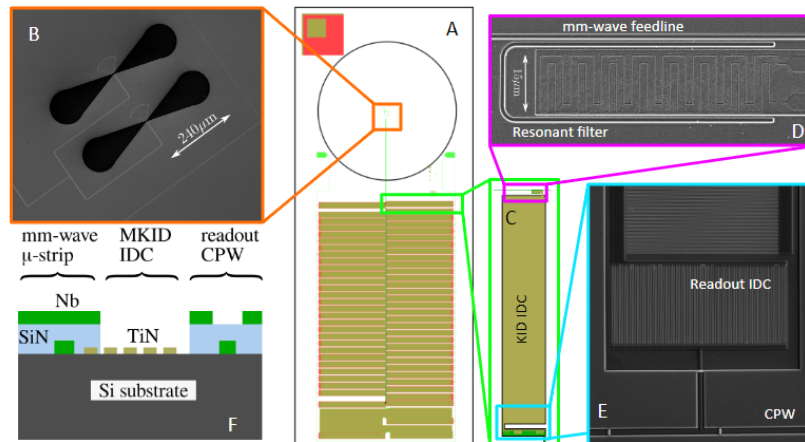 B
240μm
A
mm-wave feedline
15μm
Resonant filter
D
C
KID IDC
Readout IDC
E
CPW
mm-wave
μ-strip
MKID
IDC
readout
CPW
Nb
SiN
TiN
Si substrate
F